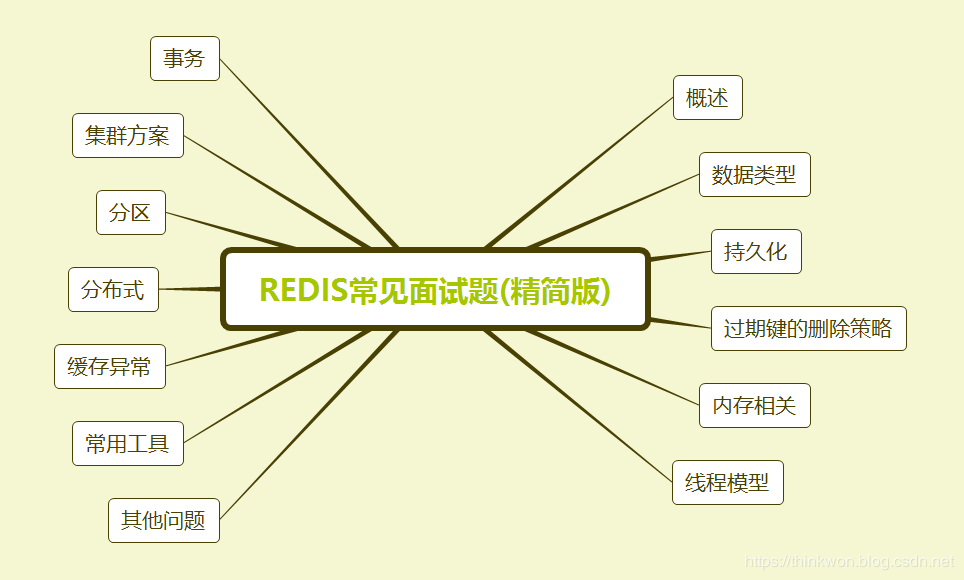 REDIS常见面试题(精简版)
概述
数据类型
持久化
过期键的删除策略
内存相关
线程模型
事务
集群方案
分区
分布式
缓存异常
常用工具
其他问题
https://thinkwon.blog.csdn.net